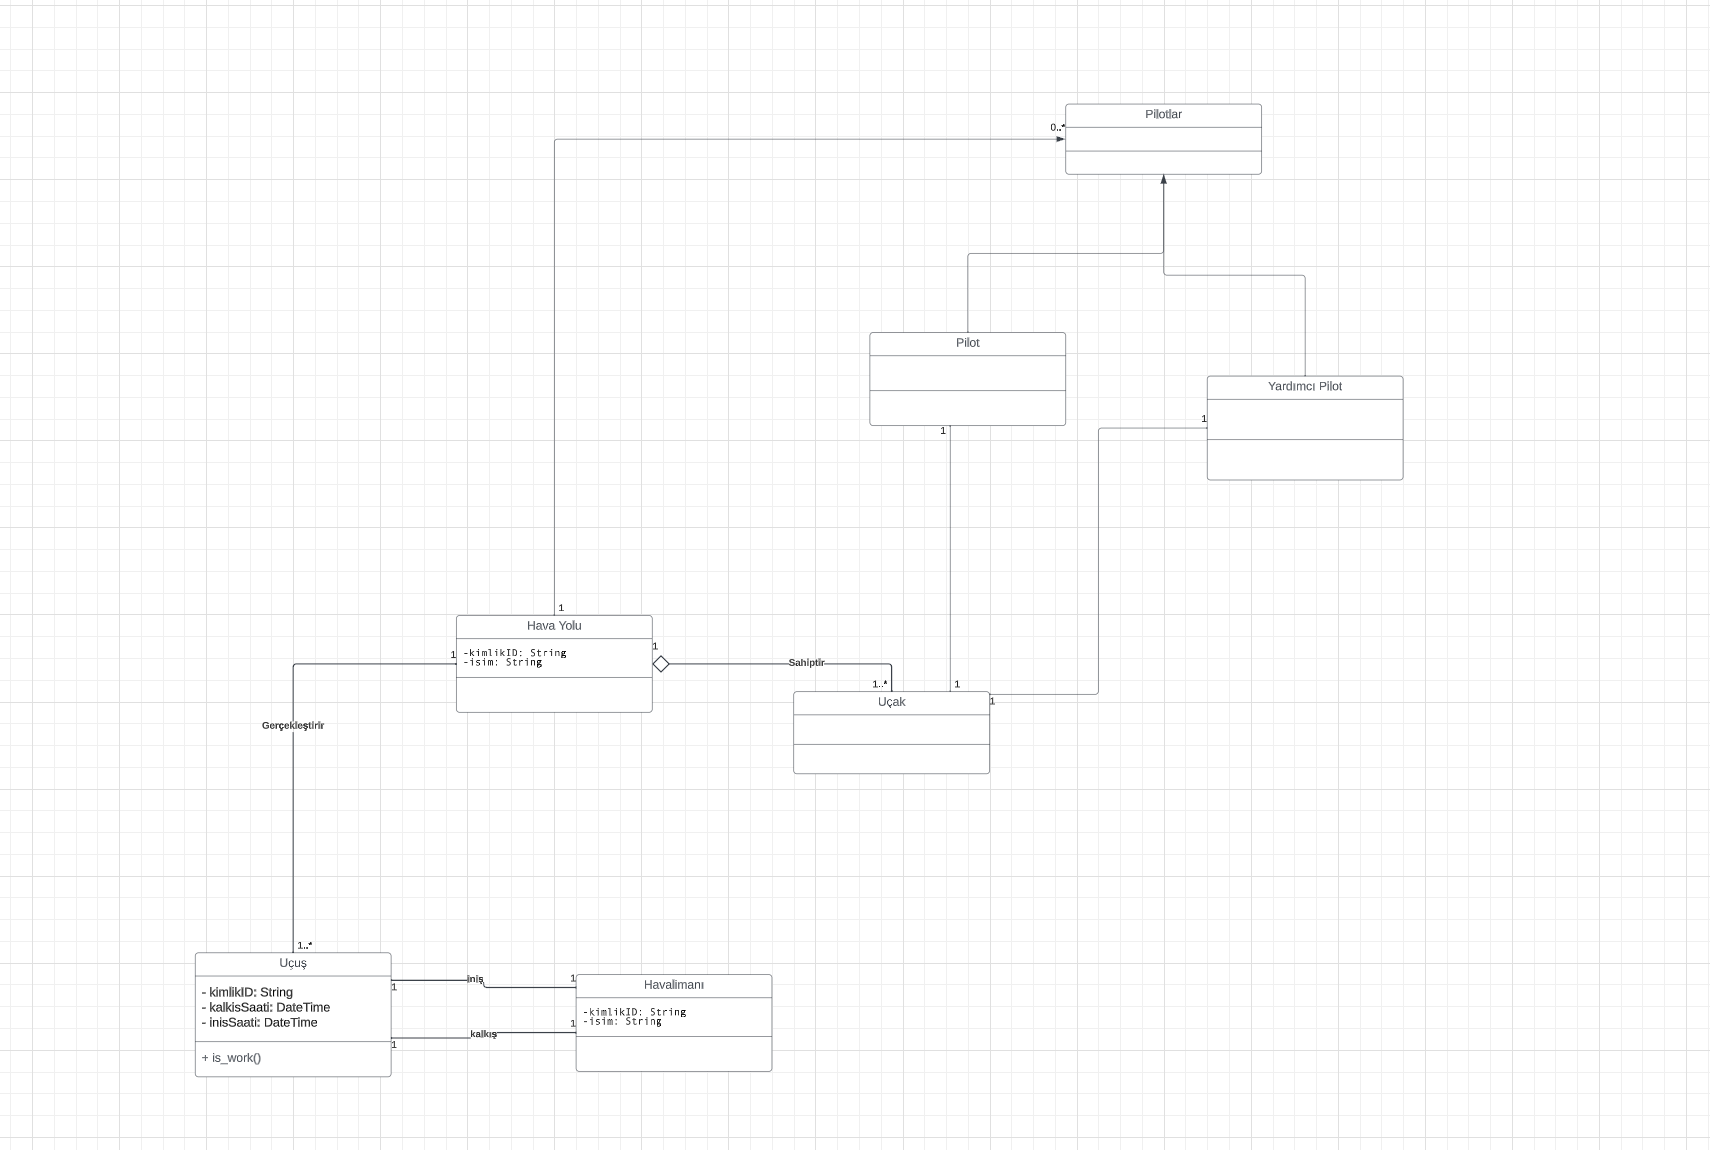 Pilotlar
0..*
Pilot
Yardımcı Pilot
1
1
1
Hava Yolu
1
-kimlikID: String
-isim: String
1
Sahiptir
1..*
1
Uçak
1
Gerçekleştirir
1..*
Uçuş
- kimlikID: String
- kalkisSaati: DateTime
- inisSaati: DateTime
+ is_work()
1
iniş
1
1
kalkış
1
Havalimanı
-kimlikID: String
-isim: String